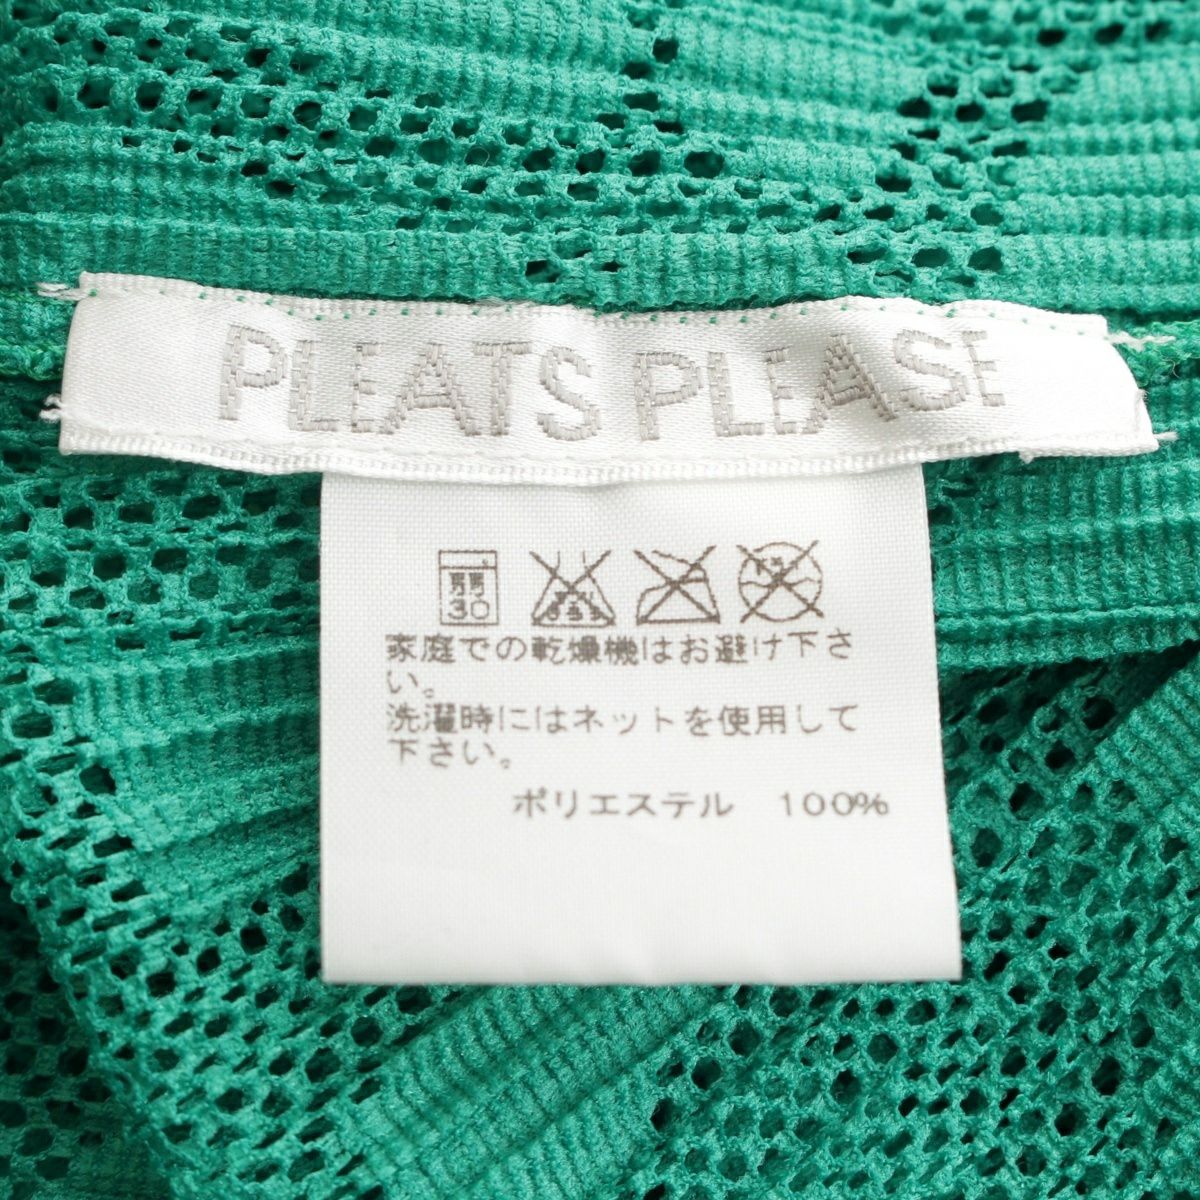 PLEATS PLEASE
弱
30
家庭での乾燥機はお避け下さ
い。
洗濯時にはネットを使用して
下さい。
ポリエステル 100%